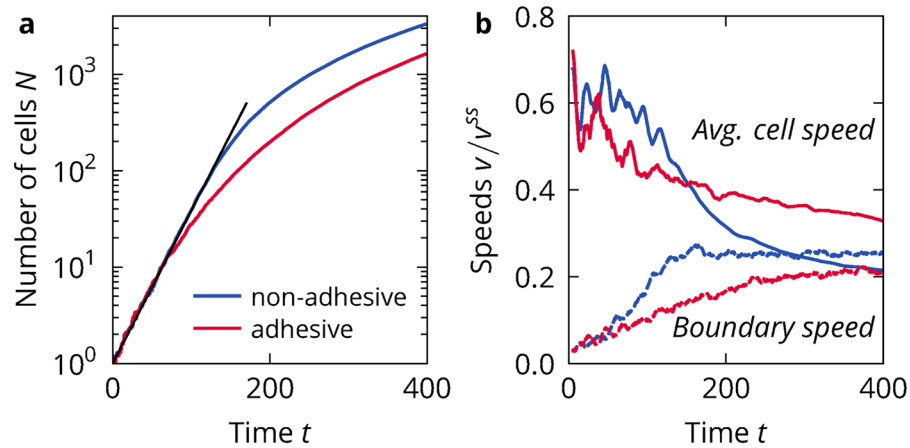 a
Number of cells N
10³
10²
10¹
10⁰
non-adhesive
adhesive
0
200
400
Time t
b
Speeds v/vˢˢ
0.8
0.6
0.4
0.2
0.0
Avg. cell speed
Boundary speed
0
200
400
Time t